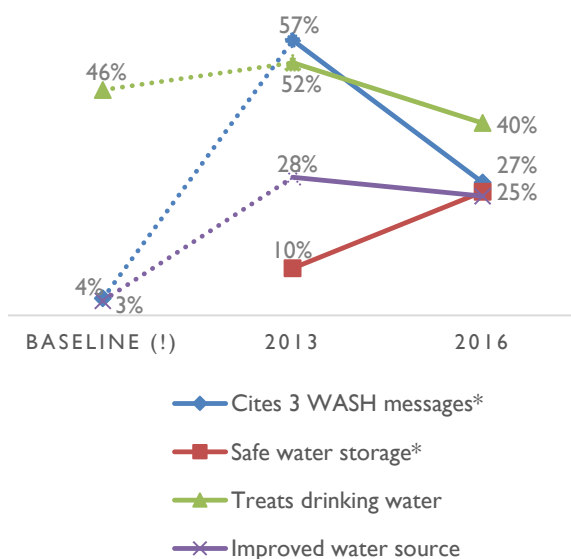 57%
46%
52%
40%
28%
27%
25%
10%
4%
3%
BASELINE (!) 2013 2016
Cites 3 WASH messages*
Safe water storage*
Treats drinking water
Improved water source